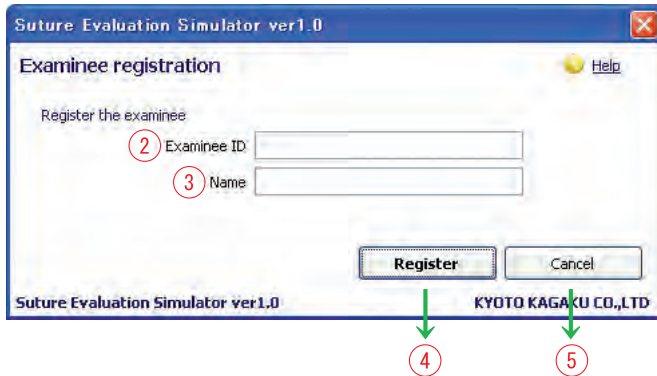 Suture Evaluation Simulator ver1.0
Examinee registration
Help
Register the examinee
2 Examinee ID
3 Name
Register Cancel
Suture Evaluation Simulator ver1.0 KYOTO KAGAKU CO.,LTD
4 5